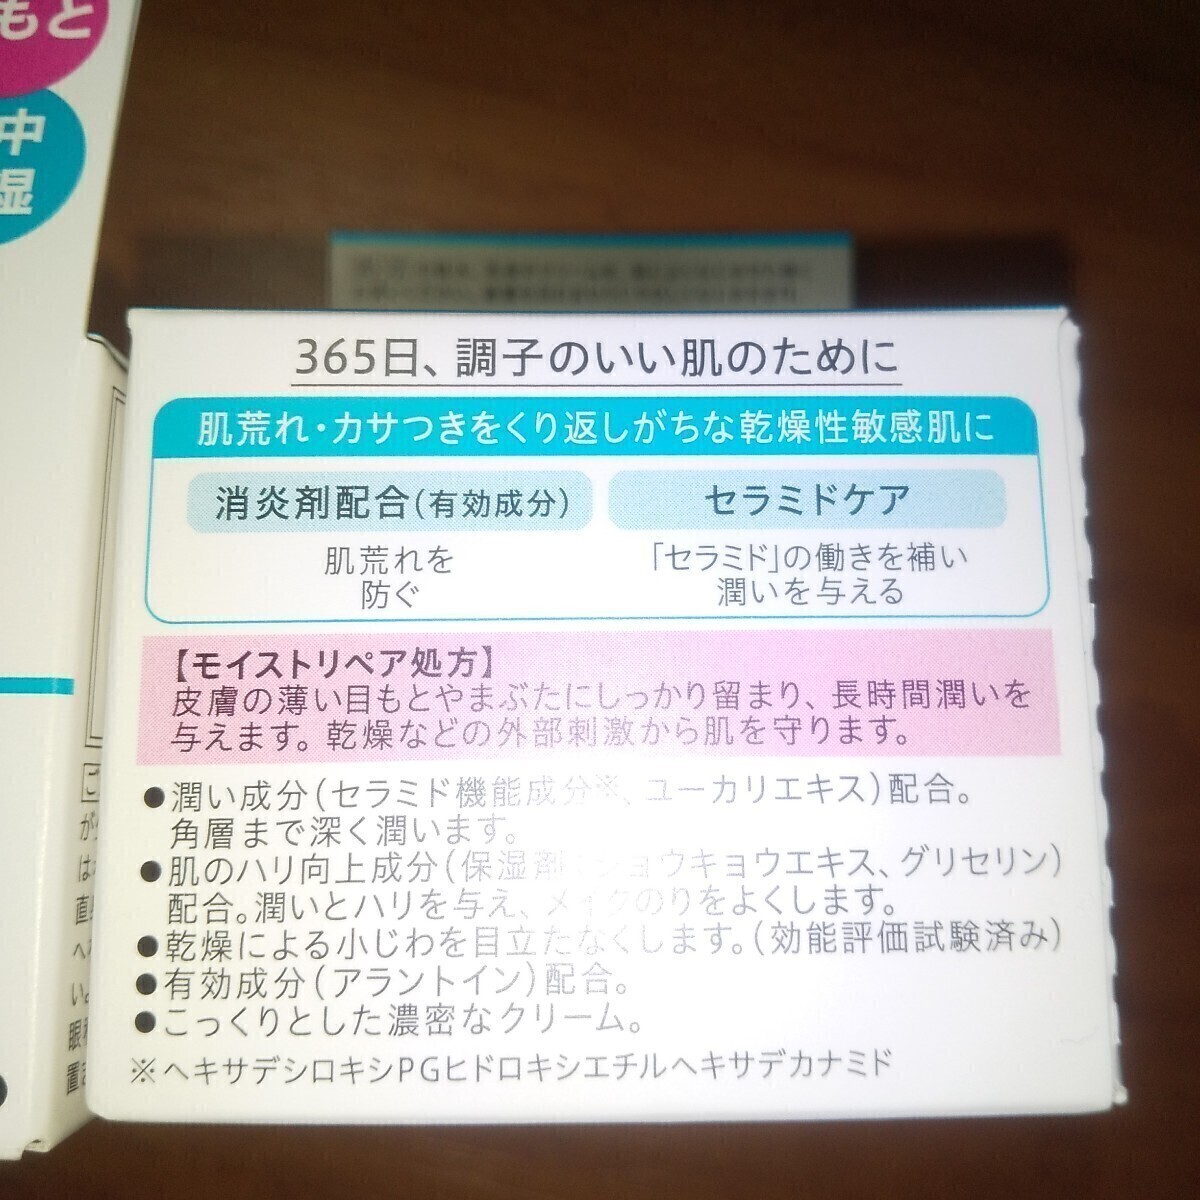 もと
中
湿
365日、調子のいい肌のために
肌荒れ・カサつきをくり返しがちな乾燥性敏感肌に
消炎剤配合(有効成分)
肌荒れを
防ぐ
セラミドケア
「セラミド」の働きを補い
潤いを与える
【モイストリペア処方】
皮膚の薄い目もとやまぶたにしっかり留まり、長時間潤いを
与えます。乾燥などの外部刺激から肌を守ります。
●潤い成分(セラミド機能成分※、ユーカリエキス)配合。
角層まで深く潤います。
●肌のハリ向上成分(保湿剤:ショウキョウエキス、グリセリン)
配合。潤いとハリを与え、メイクのりをよくします。
●乾燥による小じわを目立たなくします。(効能評価試験済み)
●有効成分(アラントイン)配合。
●こっくりとした濃密なクリーム。
※ヘキサデシロキシPGヒドロキシエチルヘキサデカナミド